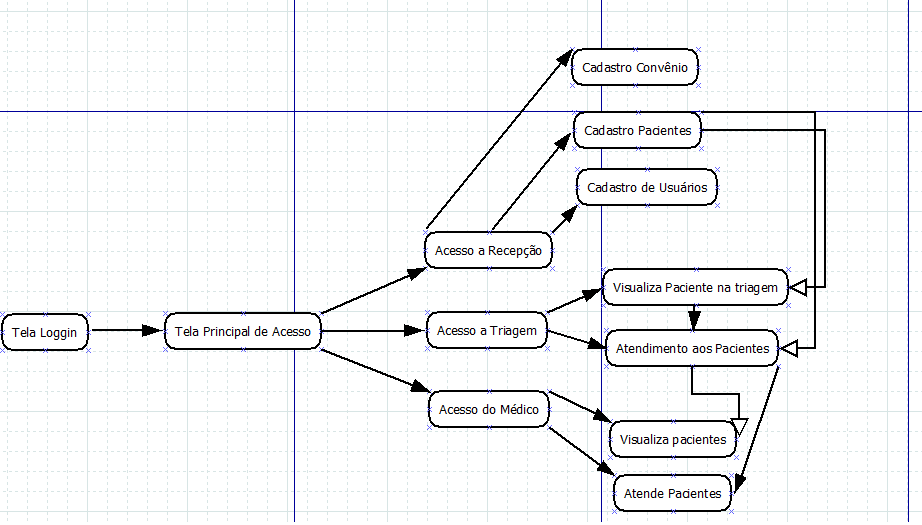 Cadastro Convênio
Cadastro Pacientes
Cadastro de Usuários
Acesso a Recepção
Visualiza Paciente na triagem
Tela Loggin
Tela Principal de Acesso
Acesso a Triagem
Atendimento aos Pacientes
Acesso do Médico
Visualiza pacientes
Atende Pacientes